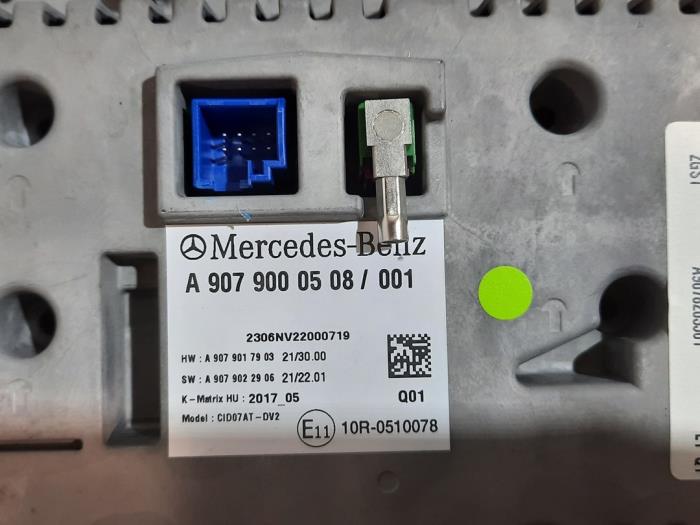 Mercedes-Benz
A 907 900 05 08 / 001
2306NV22000719
HW : A 907 901 79 03 21/30.00
SW : A 907 902 29 06 21/22.01
K-Matrix HU : 2017_05 Q01
Model : CID07AT-DV2
E11 10R-0510078